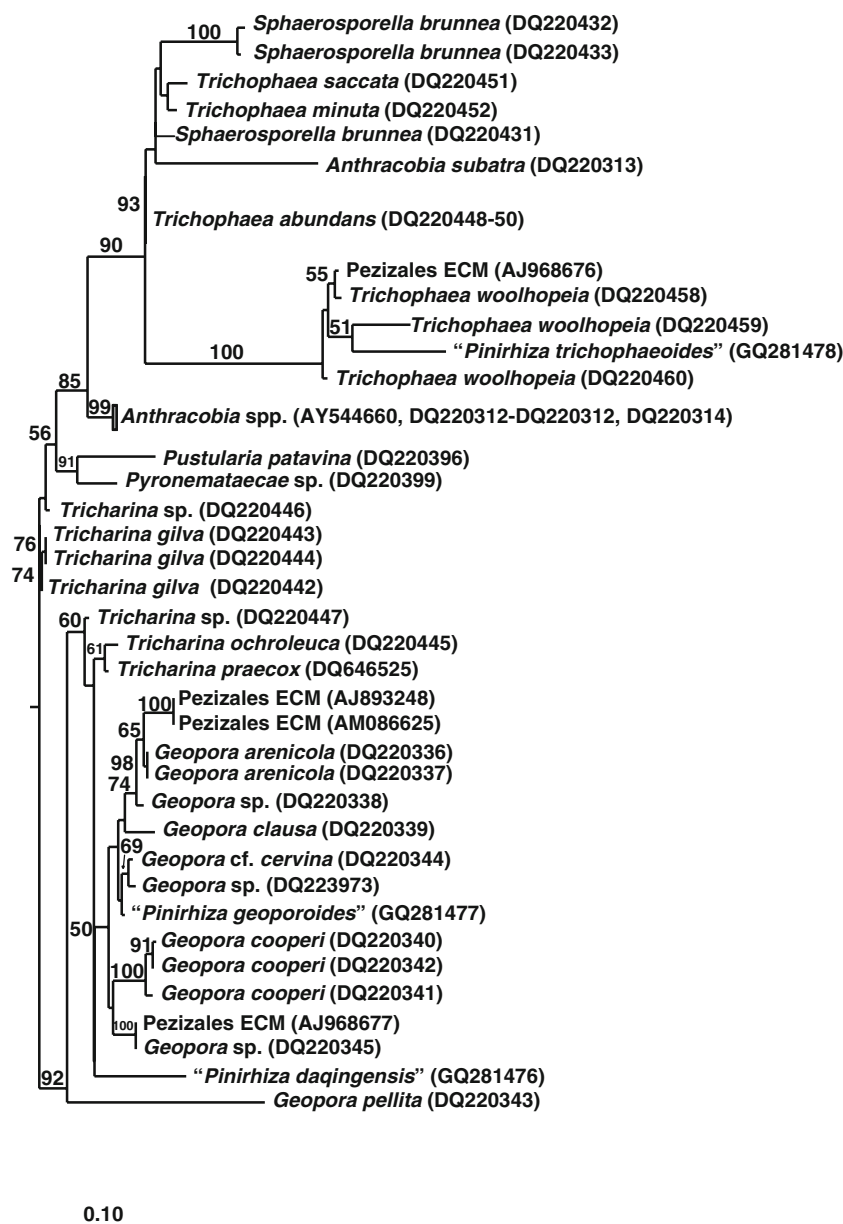 100
Sphaerosporella brunnea (DQ220432)
Sphaerosporella brunnea (DQ220433)
Trichophaea saccata (DQ220451)
Trichophaea minuta (DQ220452)
Sphaerosporella brunnea (DQ220431)
Anthracobia subatra (DQ220313)
93
Trichophaea abundans (DQ220448-50)
90
55
Pezizales ECM (AJ968676)
Trichophaea woolhopeia (DQ220458)
51
Trichophaea woolhopeia (DQ220459)
“Pinirhiza trichophaeoides” (GQ281478)
100
Trichophaea woolhopeia (DQ220460)
85
99
Anthracobia spp. (AY544660, DQ220312-DQ220312, DQ220314)
56
91
Pustularia patavina (DQ220396)
Pyronemataecae sp. (DQ220399)
Tricharina sp. (DQ220446)
76
Tricharina gilva (DQ220443)
Tricharina gilva (DQ220444)
74
Tricharina gilva (DQ220442)
60
Tricharina sp. (DQ220447)
61
Tricharina ochroleuca (DQ220445)
Tricharina praecox (DQ646525)
100
Pezizales ECM (AJ893248)
Pezizales ECM (AM086625)
65
Geopora arenicola (DQ220336)
98
Geopora arenicola (DQ220337)
74
Geopora sp. (DQ220338)
Geopora clausa (DQ220339)
69
Geopora cf. cervina (DQ220344)
Geopora sp. (DQ223973)
“Pinirhiza geoporoides” (GQ281477)
50
91
Geopora cooperi (DQ220340)
Geopora cooperi (DQ220342)
100
Geopora cooperi (DQ220341)
100
Pezizales ECM (AJ968677)
Geopora sp. (DQ220345)
“Pinirhiza daqingensis” (GQ281476)
92
Geopora pellita (DQ220343)
0.10